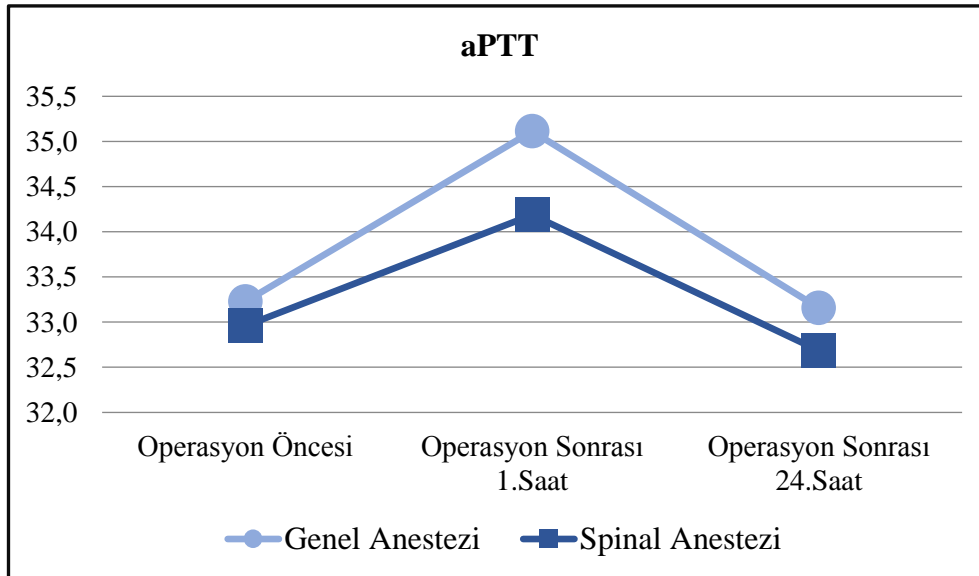 aPTT
35,5
35,0
34,5
34,0
33,5
33,0
32,5
32,0
Operasyon Öncesi
Operasyon Sonrası
1.Saat
Operasyon Sonrası
24.Saat
Genel Anestezi
Spinal Anestezi